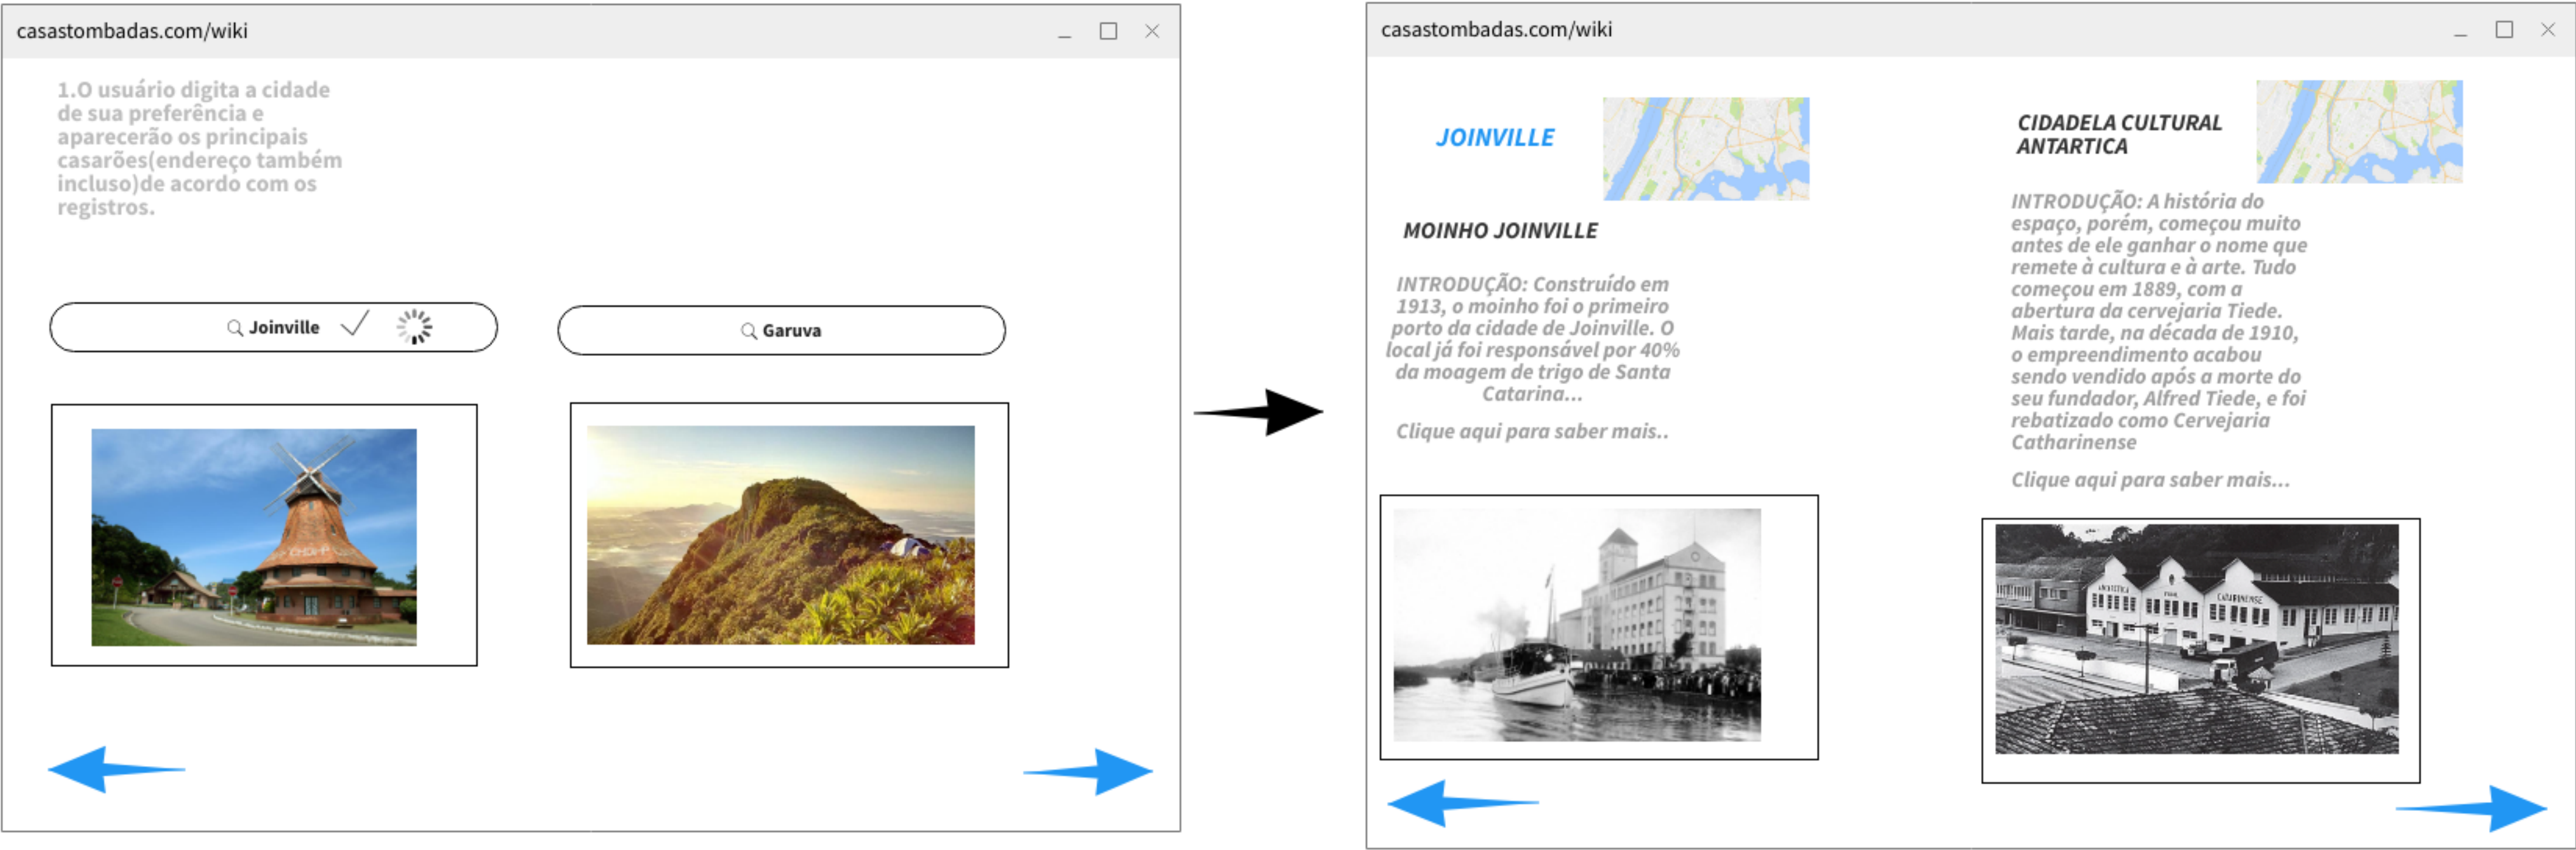 casastombadas.com/wiki
1.O usuário digita a cidade
de sua preferência e
aparecerão os principais
casarões(endereço também
incluso)de acordo com os
registros.
Joinville
Garuva
CHOPP
casastombadas.com/wiki
JOINVILLE
MOINHO JOINVILLE
INTRODUÇÃO: Construído em
1913, o moinho foi o primeiro
porto da cidade de Joinville. O
local já foi responsável por 40%
da moagem de trigo de Santa
Catarina...
Clique aqui para saber mais..
CIDADELA CULTURAL
ANTARTICA
INTRODUÇÃO: A história do
espaço, porém, começou muito
antes de ele ganhar o nome que
remete à cultura e à arte. Tudo
começou em 1889, com a
abertura da cervejaria Tiede.
Mais tarde, na década de 1910,
o empreendimento acabou
sendo vendido após a morte do
seu fundador, Alfred Tiede, e foi
rebatizado como Cervejaria
Catharinense
Clique aqui para saber mais...
CATARINENSE